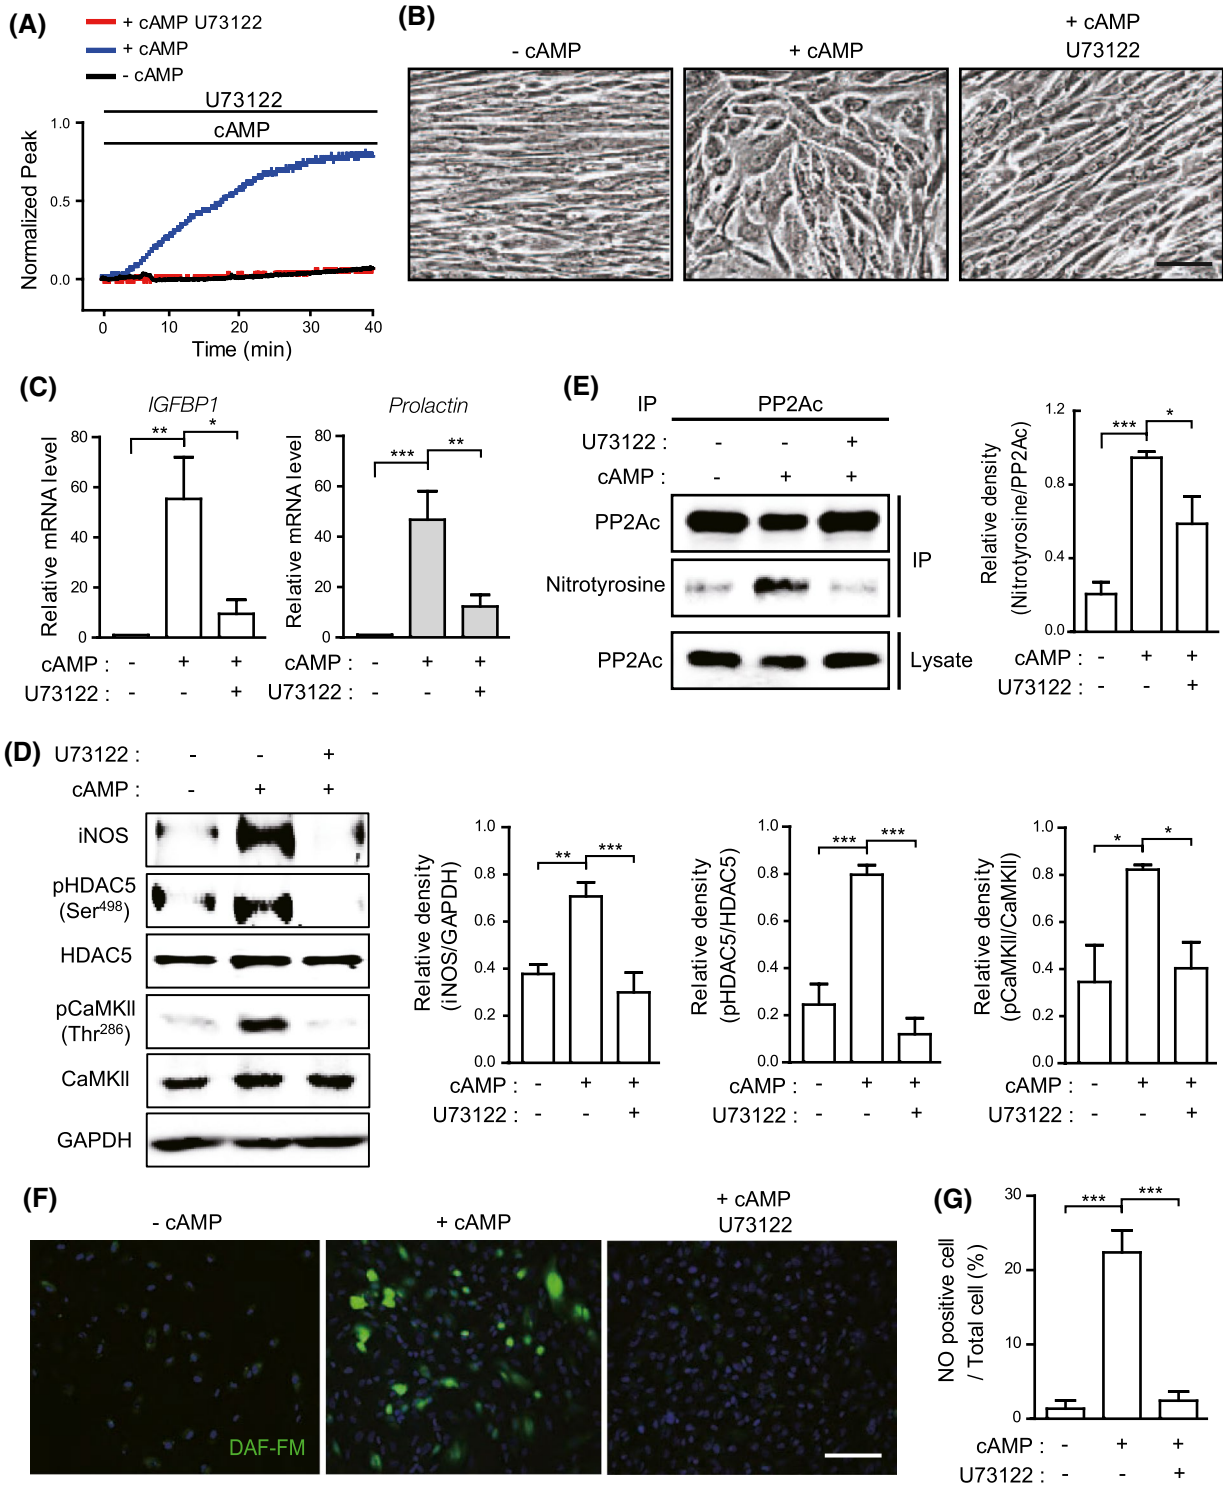 (A)
+ cAMP U73122
+ cAMP
- cAMP
U73122
cAMP
Normalized Peak
1.0
0.5
0.0
0 10 20 30 40
Time (min)
(B)
- cAMP
+ cAMP
+ cAMP
U73122
(C)
IGFBP1
** *
Relative mRNA level
80
60
40
20
0
cAMP : - + +
U73122 : - - +
Prolactin
*** **
Relative mRNA level
80
60
40
20
0
cAMP : - + +
U73122 : - - +
(E)
IP PP2Ac
U73122 : - - +
cAMP : - + +
PP2Ac
Nitrotyrosine
IP
PP2Ac
Lysate
Relative density
(Nitrotyrosine/PP2Ac)
1.2
0.8
0.4
0.0
*** *
cAMP : - + +
U73122 : - - +
(D)
U73122 : - - +
cAMP : - + +
iNOS
pHDAC5
(Ser498)
HDAC5
pCaMKII
(Thr286)
CaMKII
GAPDH
Relative density
(iNOS/GAPDH)
1.0
0.8
0.6
0.4
0.2
0.0
** ***
cAMP : - + +
U73122 : - - +
Relative density
(pHDAC5/HDAC5)
1.0
0.8
0.6
0.4
0.2
0.0
*** ***
cAMP : - + +
U73122 : - - +
Relative density
(pCaMKII/CaMKII)
1.0
0.8
0.6
0.4
0.2
0.0
* *
cAMP : - + +
U73122 : - - +
(F)
- cAMP
+ cAMP
+ cAMP
U73122
DAF-FM
(G)
NO positive cell
/ Total cell (%)
30
20
10
0
*** ***
cAMP : - + +
U73122 : - - +